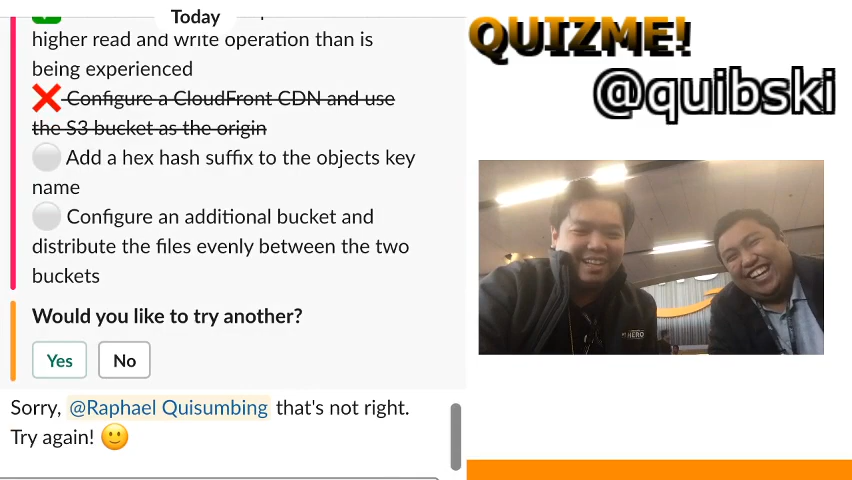 Today
higher read and write operation than is
being experienced
Configure a CloudFront CDN and use
the S3 bucket as the origin
Add a hex hash suffix to the objects key
name
Configure an additional bucket and
distribute the files evenly between the two
buckets
Would you like to try another?
Yes
No
Sorry, @Raphael Quisumbing that's not right.
Try again!
QUIZME!
@quibski
HERO